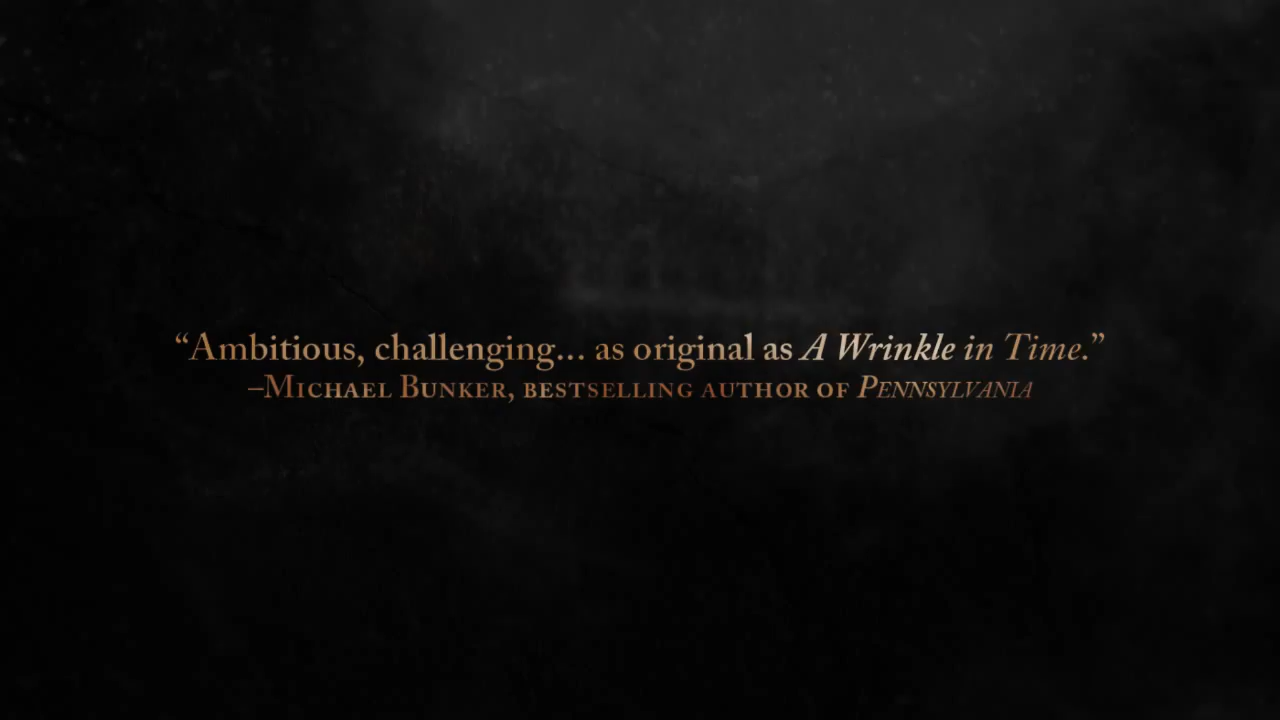 “Ambitious, challenging... as original as A Wrinkle in Time.”
–Michael Bunker, bestselling author of Pennsylvania